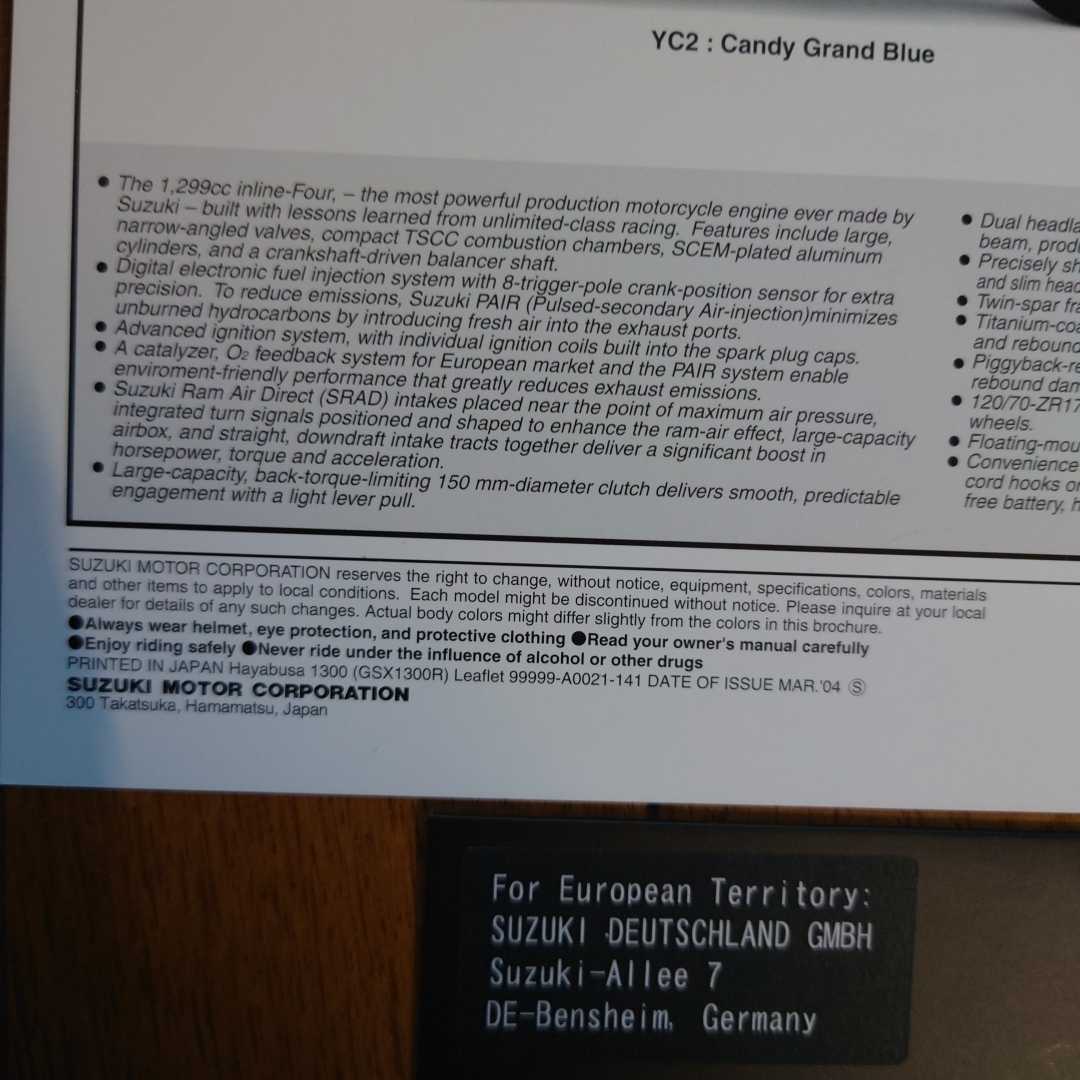 YC2 : Candy Grand Blue
● The 1,299cc inline-Four, – the most powerful production motorcycle engine ever made by
Suzuki – built with lessons learned from unlimited-class racing. Features include large,
narrow-angled valves, compact TSCC combustion chambers, SCEM-plated aluminum
cylinders, and a crankshaft-driven balancer shaft.
● Digital electronic fuel injection system with 8-trigger-pole crank-position sensor for extra
precision. To reduce emissions, Suzuki PAIR (Pulsed-secondary Air-injection)minimizes
unburned hydrocarbons by introducing fresh air into the exhaust ports.
● Advanced ignition system, with individual ignition coils built into the spark plug caps.
● A catalyzer, O2 feedback system for European market and the PAIR system enable
enviroment-friendly performance that greatly reduces exhaust emissions.
● Suzuki Ram Air Direct (SRAD) intakes placed near the point of maximum air pressure,
integrated turn signals positioned and shaped to enhance the ram-air effect, large-capacity
airbox, and straight, downdraft intake tracts together deliver a significant boost in
horsepower, torque and acceleration.
● Large-capacity, back-torque-limiting 150 mm-diameter clutch delivers smooth, predictable
engagement with a light lever pull.
● Dual headla
beam, prod
● Precisely sh
and slim head
● Twin-spar fra
● Titanium-coa
and rebound
● Piggyback-re
rebound dam
● 120/70-ZR17
wheels.
● Floating-mou
● Convenience
cord hooks or
free battery, h
SUZUKI MOTOR CORPORATION reserves the right to change, without notice, equipment, specifications, colors, materials
and other items to apply to local conditions. Each model might be discontinued without notice. Please inquire at your local
dealer for details of any such changes. Actual body colors might differ slightly from the colors in this brochure.
●Always wear helmet, eye protection, and protective clothing ●Read your owner's manual carefully
●Enjoy riding safely ●Never ride under the influence of alcohol or other drugs
PRINTED IN JAPAN Hayabusa 1300 (GSX1300R) Leaflet 99999-A0021-141 DATE OF ISSUE MAR.'04 Ⓢ
SUZUKI MOTOR CORPORATION
300 Takatsuka, Hamamatsu, Japan
For European Territory:
SUZUKI DEUTSCHLAND GMBH
Suzuki-Allee 7
DE-Bensheim, Germany